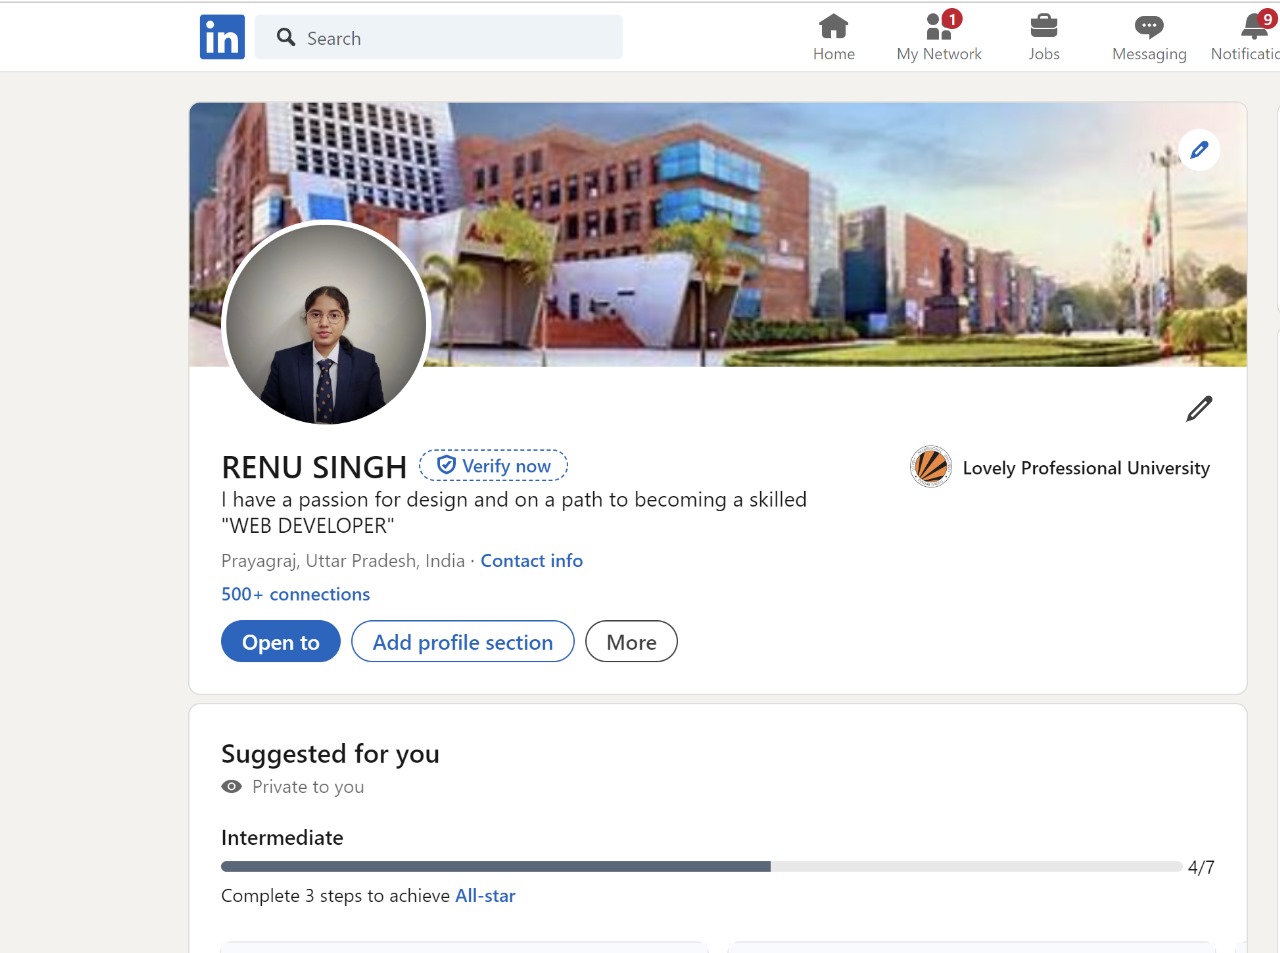 in
Search
1
9
Home
My Network
Jobs
Messaging
Notificatio
RENU SINGH
Verify now
Lovely Professional University
I have a passion for design and on a path to becoming a skilled
"WEB DEVELOPER"
Prayagraj, Uttar Pradesh, India · Contact info
500+ connections
Open to
Add profile section
More
Suggested for you
Private to you
Intermediate
4/7
Complete 3 steps to achieve All-star